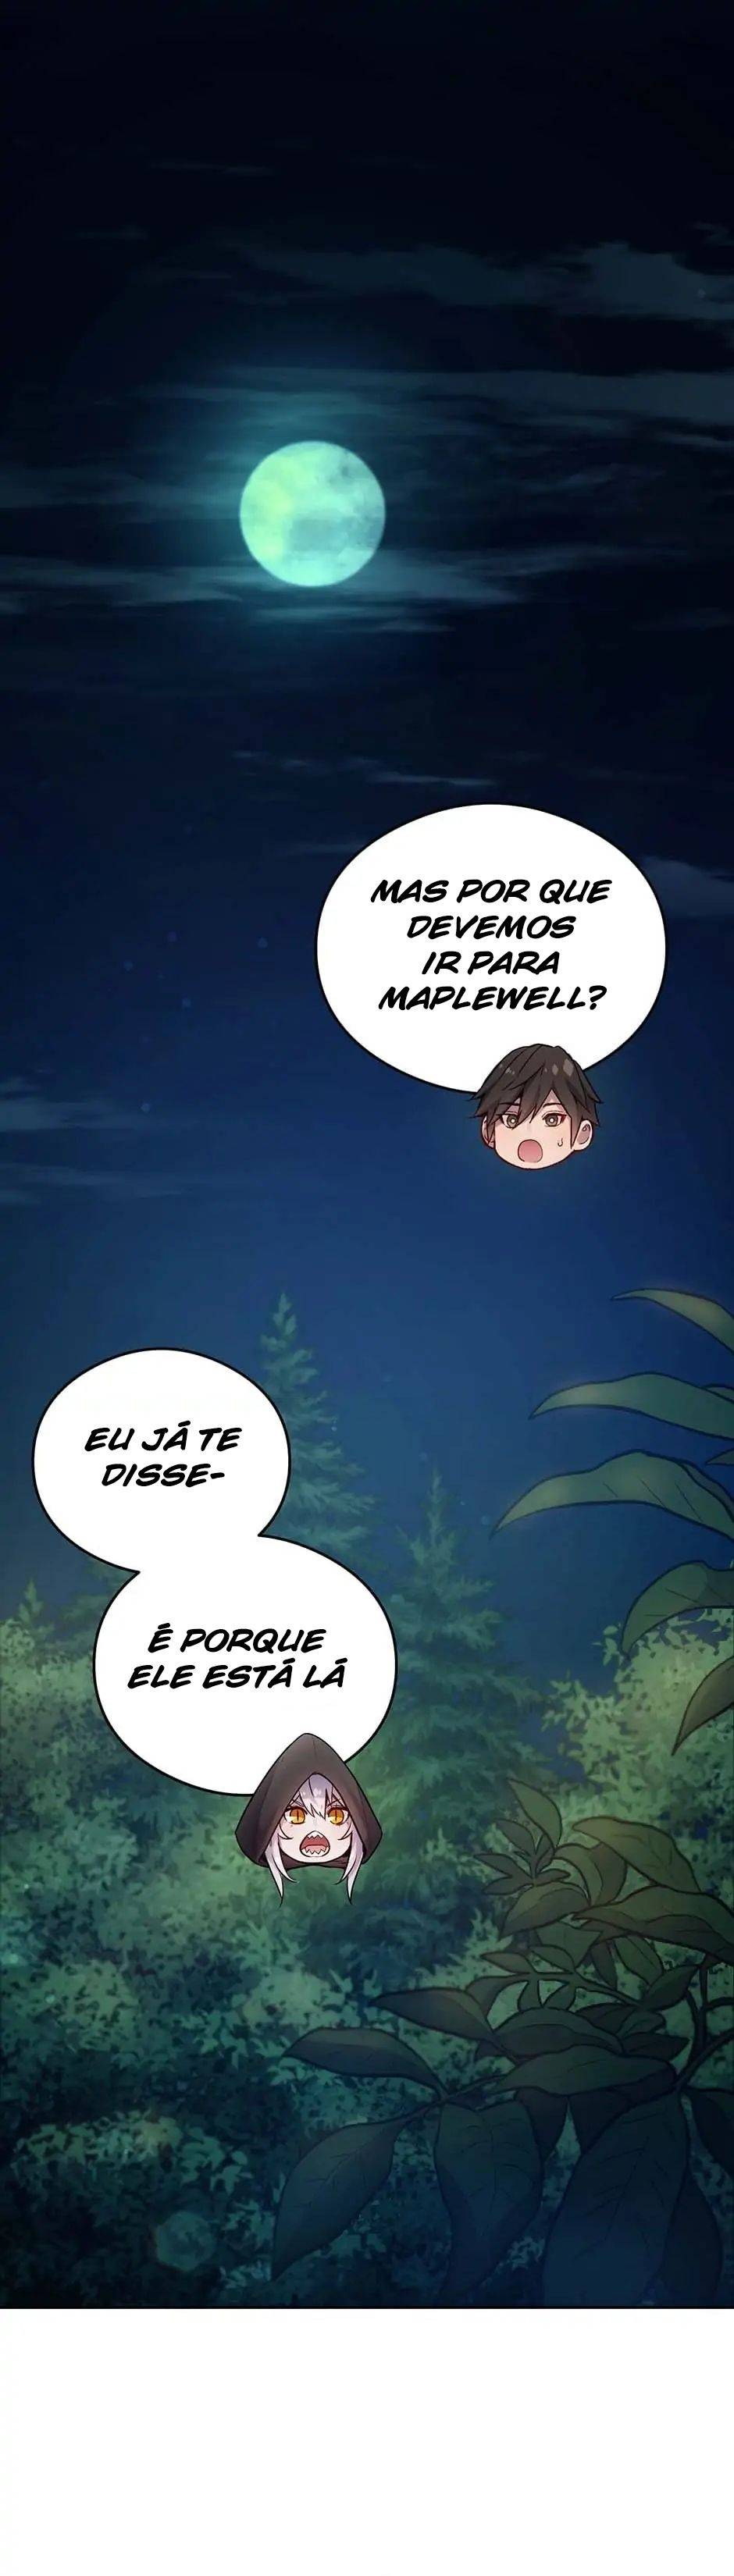 MAS POR QUE
DEVEMOS
IR PARA
MAPLEWELL?
EU JÁ TE
DISSE-
É PORQUE
ELE ESTÁ LÁ